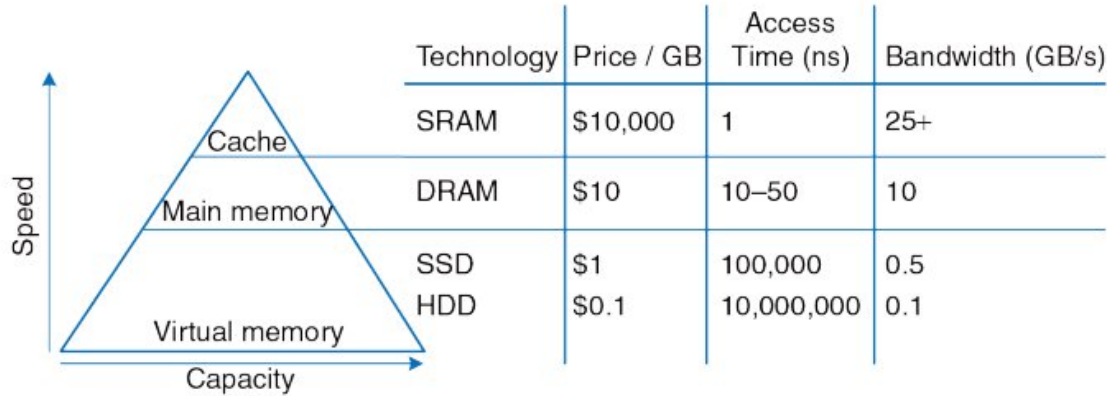 Speed
Cache
Main memory
Virtual memory
Capacity
Technology Price / GB Access Time (ns) Bandwidth (GB/s)
SRAM $10,000 1 25+
DRAM $10 10–50 10
SSD $1 100,000 0.5
HDD $0.1 10,000,000 0.1